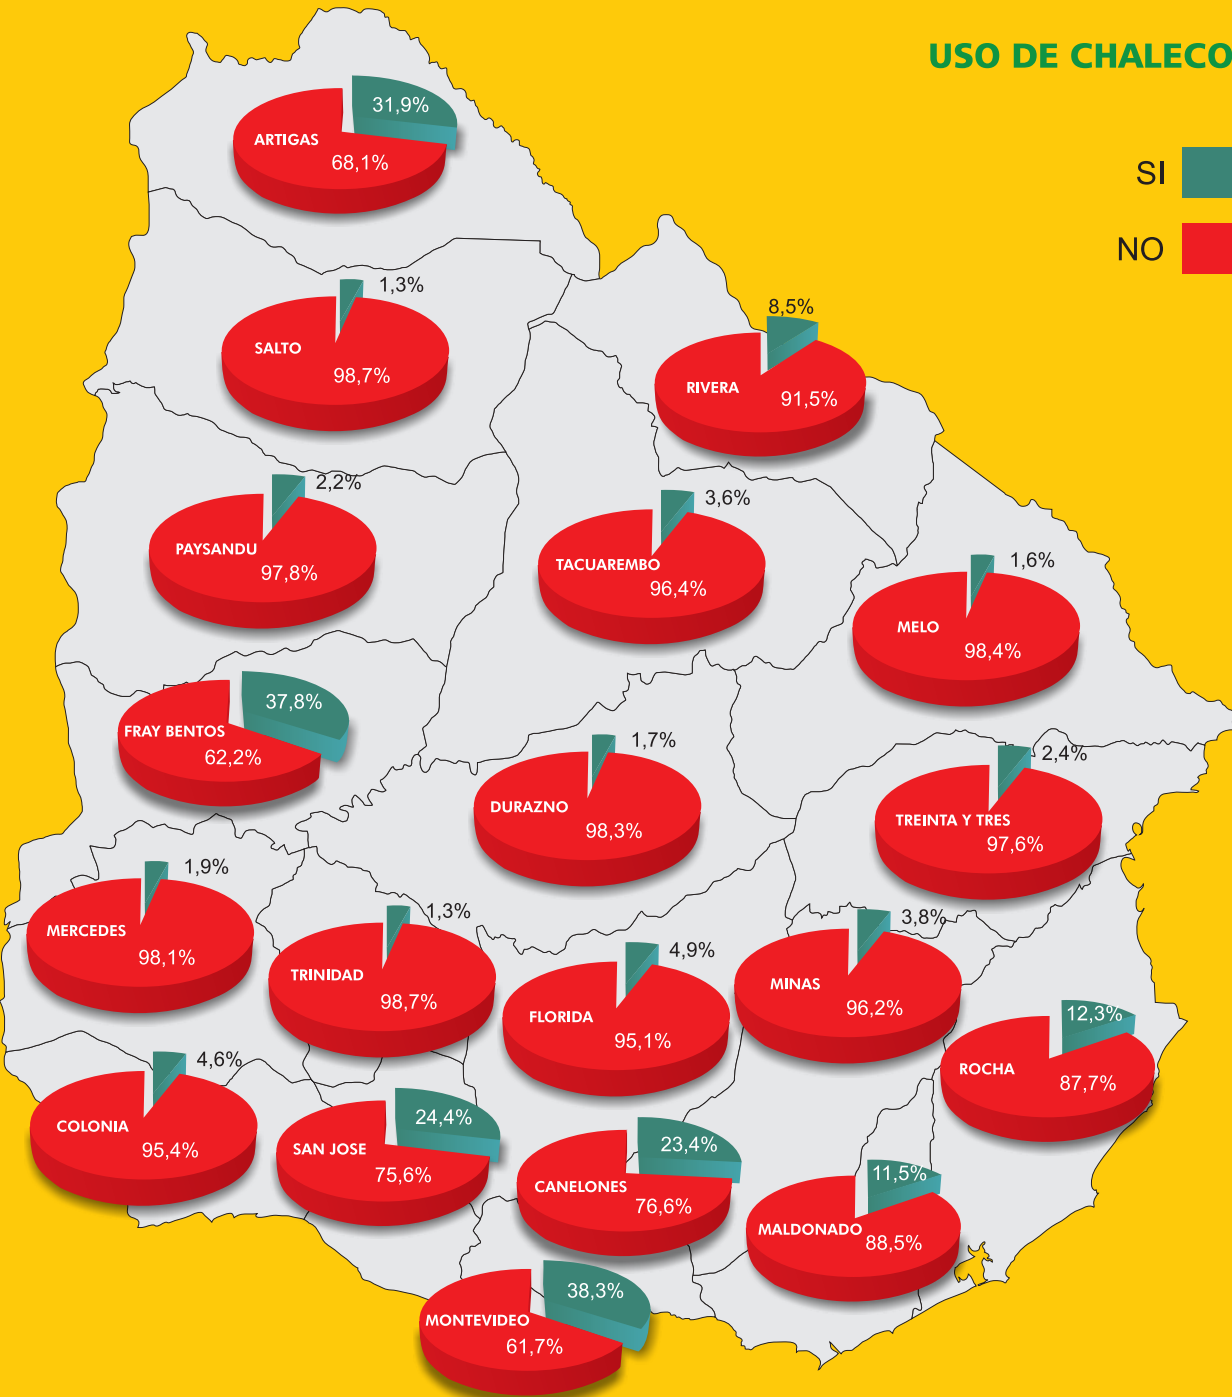 USO DE CHALECO
SI
NO
31,9%
ARTIGAS
68,1%
1,3%
SALTO
98,7%
8,5%
RIVERA
91,5%
2,2%
PAYSANDU
97,8%
3,6%
TACUAREMBO
96,4%
1,6%
MELO
98,4%
37,8%
FRAY BENTOS
62,2%
1,7%
DURAZNO
98,3%
2,4%
TREINTA Y TRES
97,6%
1,9%
MERCEDES
98,1%
1,3%
TRINIDAD
98,7%
4,9%
FLORIDA
95,1%
3,8%
MINAS
96,2%
12,3%
ROCHA
87,7%
4,6%
COLONIA
95,4%
24,4%
SAN JOSE
75,6%
23,4%
CANELONES
76,6%
11,5%
MALDONADO
88,5%
38,3%
MONTEVIDEO
61,7%